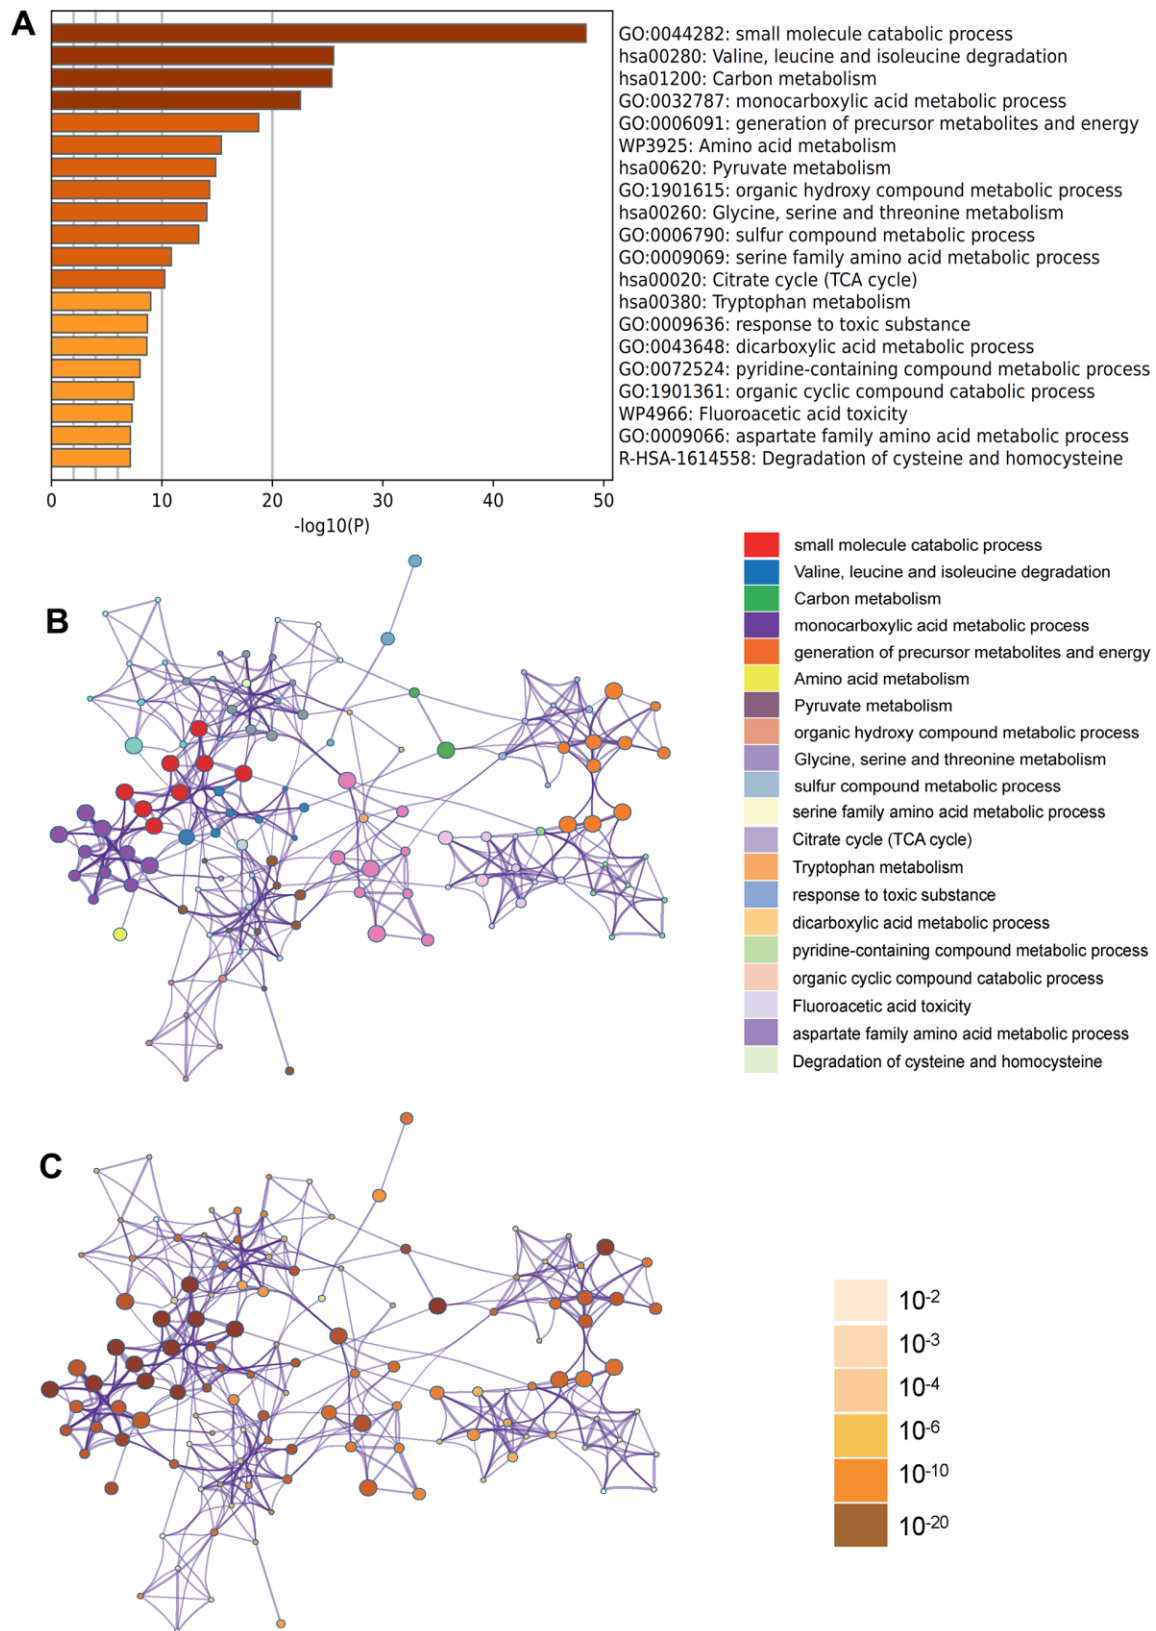 A
GO:0044282: small molecule catabolic process
hsa00280: Valine, leucine and isoleucine degradation
hsa01200: Carbon metabolism
GO:0032787: monocarboxylic acid metabolic process
GO:0006091: generation of precursor metabolites and energy
WP3925: Amino acid metabolism
hsa00620: Pyruvate metabolism
GO:1901615: organic hydroxy compound metabolic process
hsa00260: Glycine, serine and threonine metabolism
GO:0006790: sulfur compound metabolic process
GO:0009069: serine family amino acid metabolic process
hsa00020: Citrate cycle (TCA cycle)
hsa00380: Tryptophan metabolism
GO:0009636: response to toxic substance
GO:0043648: dicarboxylic acid metabolic process
GO:0072524: pyridine-containing compound metabolic process
GO:1901361: organic cyclic compound catabolic process
WP4966: Fluoroacetic acid toxicity
GO:0009066: aspartate family amino acid metabolic process
R-HSA-1614558: Degradation of cysteine and homocysteine
0 10 20 30 40 50
-log10(P)
B
small molecule catabolic process
Valine, leucine and isoleucine degradation
Carbon metabolism
monocarboxylic acid metabolic process
generation of precursor metabolites and energy
Amino acid metabolism
Pyruvate metabolism
organic hydroxy compound metabolic process
Glycine, serine and threonine metabolism
sulfur compound metabolic process
serine family amino acid metabolic process
Citrate cycle (TCA cycle)
Tryptophan metabolism
response to toxic substance
dicarboxylic acid metabolic process
pyridine-containing compound metabolic process
organic cyclic compound catabolic process
Fluoroacetic acid toxicity
aspartate family amino acid metabolic process
Degradation of cysteine and homocysteine
C
10-2
10-3
10-4
10-6
10-10
10-20